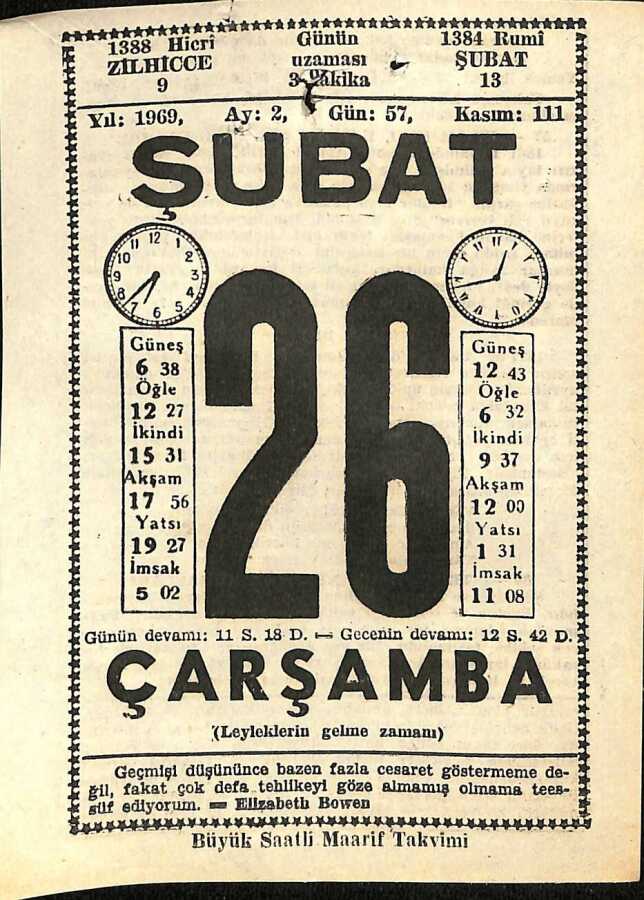 1388 Hicrî
ZİLHİCCE
9
Günün
uzaması
3 Dakika
1384 Rumî
ŞUBAT
13
Yıl: 1969, Ay: 2, Gün: 57, Kasım: 111
ŞUBAT
26
Güneş
6 38
Öğle
12 27
İkindi
15 31
Akşam
17 56
Yatsı
19 27
İmsak
5 02
Güneş
12 43
Öğle
6 32
İkindi
9 37
Akşam
12 00
Yatsı
1 31
İmsak
11 08
Günün devamı: 11 S. 18 D. — Gecenin devamı: 12 S. 42 D.
ÇARŞAMBA
(Leyleklerin gelme zamanı)
Geçmişi düşününce bazen fazla cesaret göstermeme de-
ğil, fakat çok defa tehlikeyi göze almamış olmama tees-
süf ediyorum. — Elizabeth Bowen
Büyük Saatli Maarif Takvimi